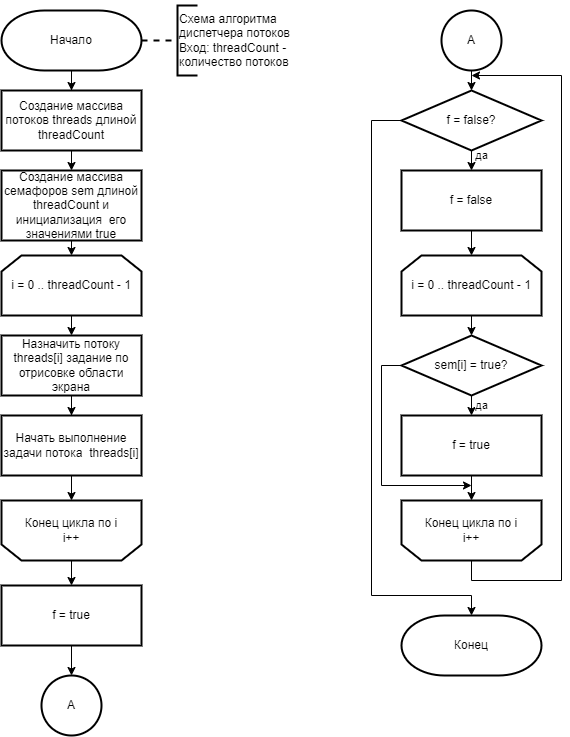 Начало
Схема алгоритма
диспетчера потоков
Вход: threadCount -
количество потоков
Создание массива
потоков threads длиной
threadCount
Создание массива
семафоров sem длиной
threadCount и
инициализация его
значениями true
i = 0 .. threadCount - 1
Назначить потоку
threads[i] задание по
отрисовке области
экрана
Начать выполнение
задачи потока threads[i]
Конец цикла по i
i++
f = true
А
А
f = false?
да
f = false
i = 0 .. threadCount - 1
sem[i] = true?
да
f = true
Конец цикла по i
i++
Конец